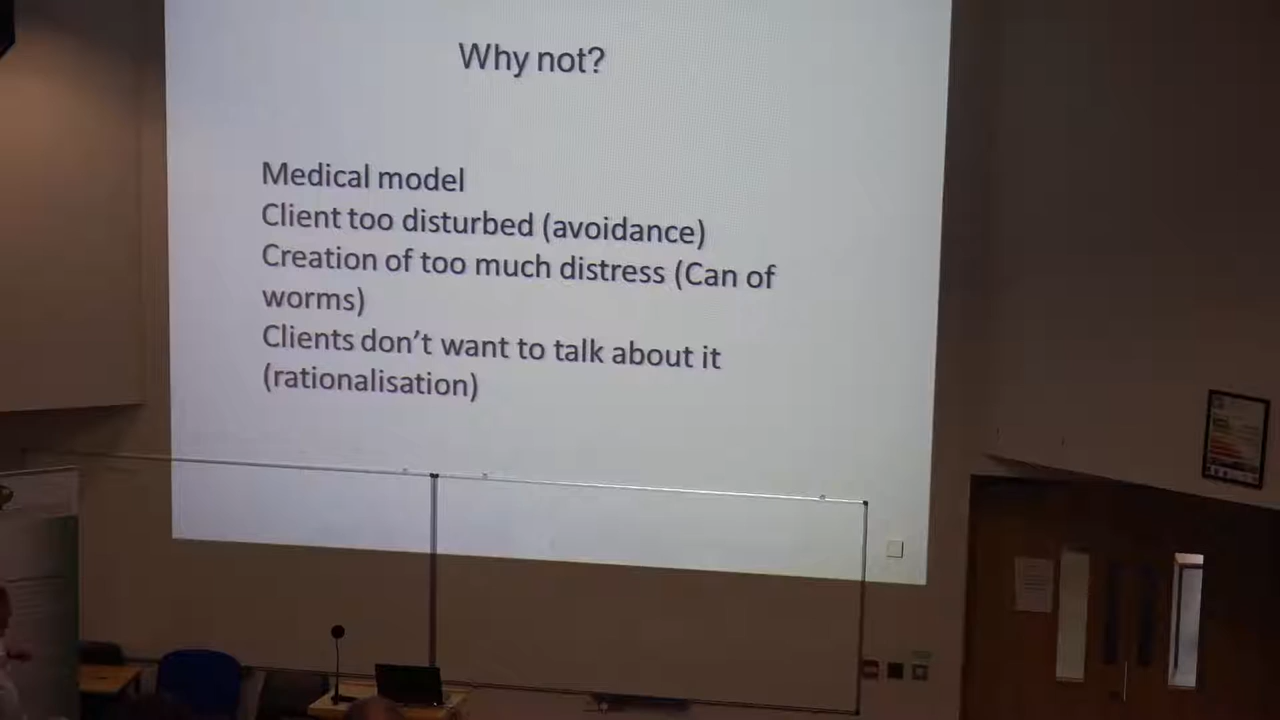 Why not?
Medical model
Client too disturbed (avoidance)
Creation of too much distress (Can of
worms)
Clients don't want to talk about it
(rationalisation)